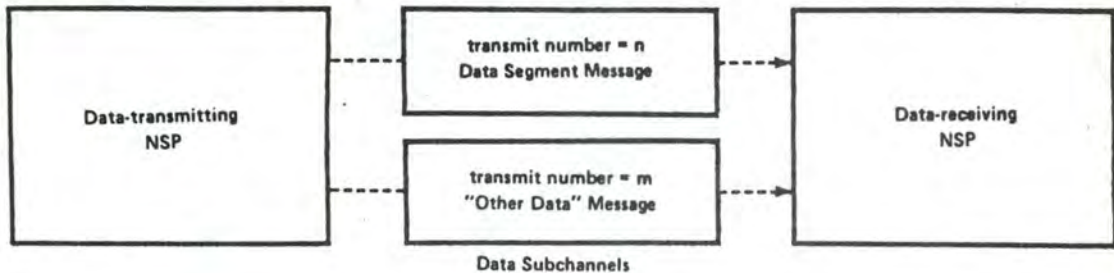 transmit number = n
Data Segment Message
Data-transmitting
NSP
Data-receiving
NSP
transmit number = m
"Other Data" Message
Data Subchannels